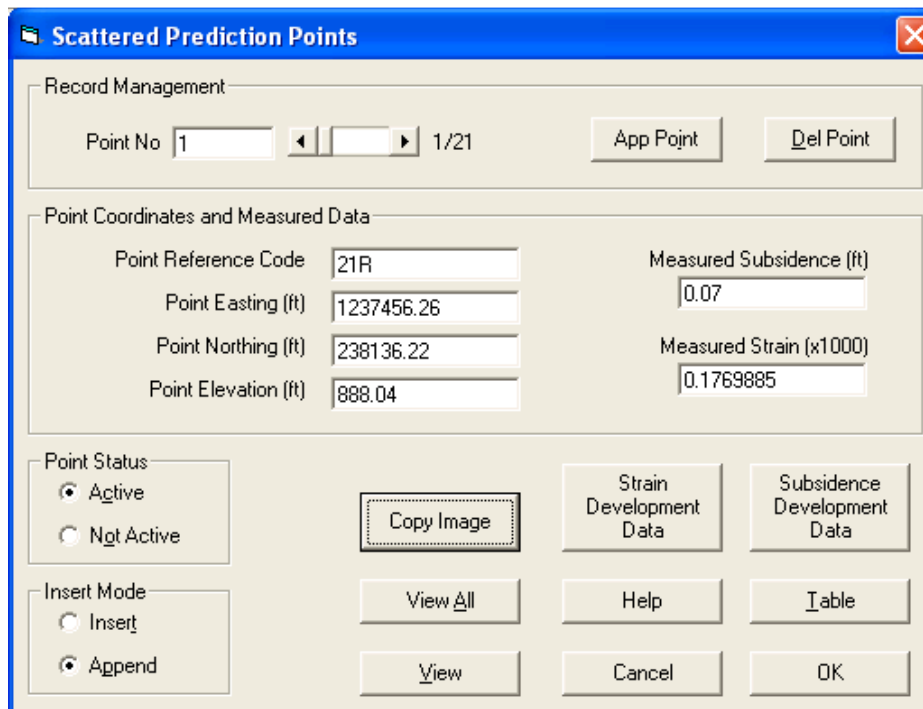 Scattered Prediction Points
Record Management
Point No 1 1/21 App Point Del Point
Point Coordinates and Measured Data
Point Reference Code 21R
Point Easting (ft) 1237456.26
Point Northing (ft) 238136.22
Point Elevation (ft) 888.04
Measured Subsidence (ft)
0.07
Measured Strain (x1000)
0.1769885
Point Status
Active
Not Active
Insert Mode
Insert
Append
Copy Image
Strain
Development
Data
Subsidence
Development
Data
View All Help Table
View Cancel OK